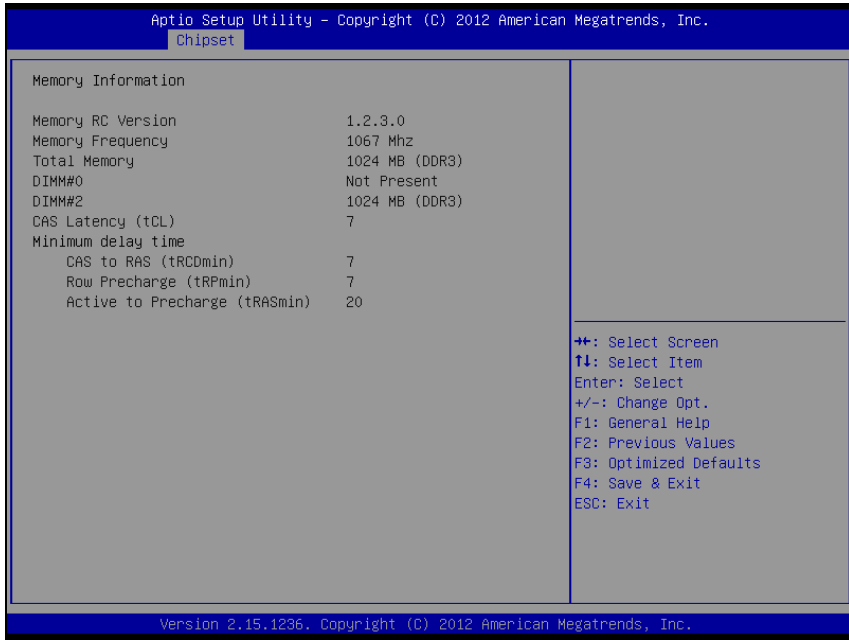 Aptio Setup Utility – Copyright (C) 2012 American Megatrends, Inc.
Chipset
Memory Information
Memory RC Version 1.2.3.0
Memory Frequency 1067 Mhz
Total Memory 1024 MB (DDR3)
DIMM#0 Not Present
DIMM#2 1024 MB (DDR3)
CAS Latency (tCL) 7
Minimum delay time
CAS to RAS (tRCDmin) 7
Row Precharge (tRPmin) 7
Active to Precharge (tRASmin) 20
→←: Select Screen
↑↓: Select Item
Enter: Select
+/-: Change Opt.
F1: General Help
F2: Previous Values
F3: Optimized Defaults
F4: Save & Exit
ESC: Exit
Version 2.15.1236. Copyright (C) 2012 American Megatrends, Inc.